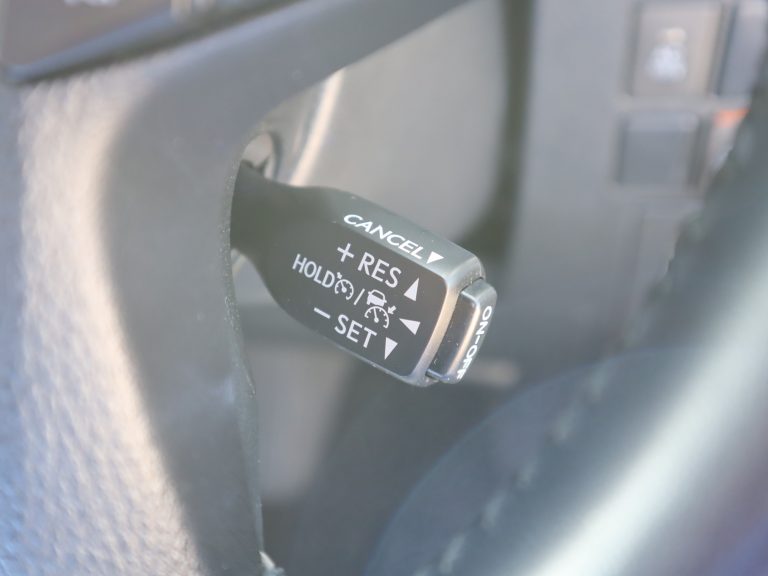 CANCEL▼
+ RES ▲
HOLD / ◀
− SET ▼
ON-OFF